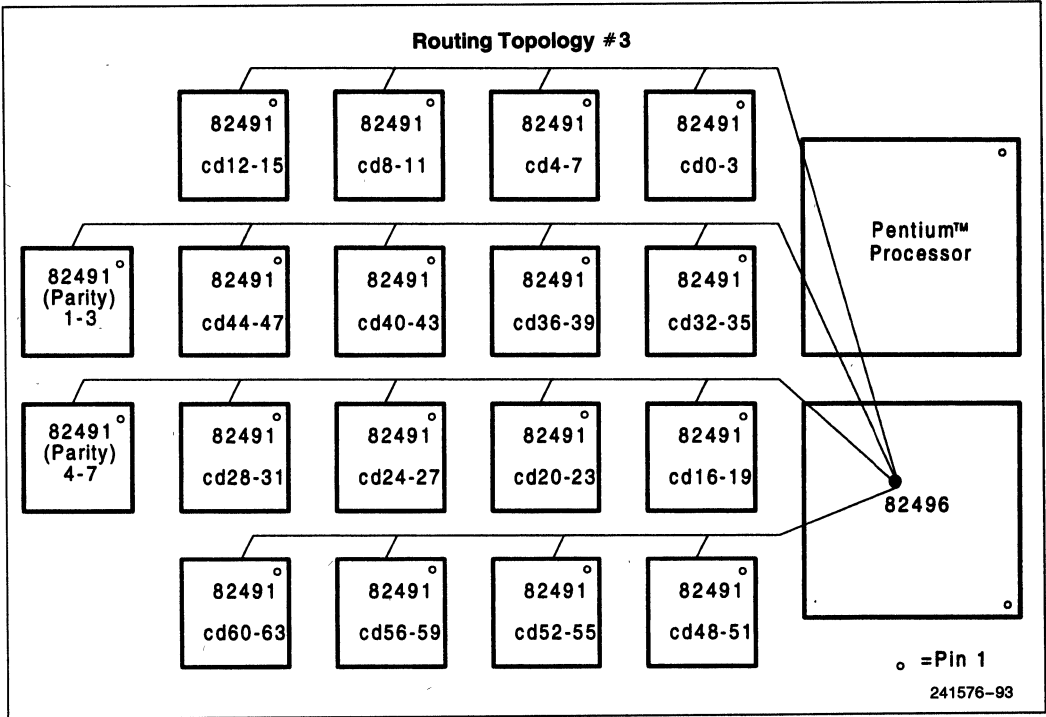 Routing Topology #3
82491
cd12-15
82491
cd8-11
82491
cd4-7
82491
cd0-3
Pentium™
Processor
82491
(Parity)
1-3
82491
cd44-47
82491
cd40-43
82491
cd36-39
82491
cd32-35
82491
(Parity)
4-7
82491
cd28-31
82491
cd24-27
82491
cd20-23
82491
cd16-19
82496
82491
cd60-63
82491
cd56-59
82491
cd52-55
82491
cd48-51
=Pin 1
241576-93